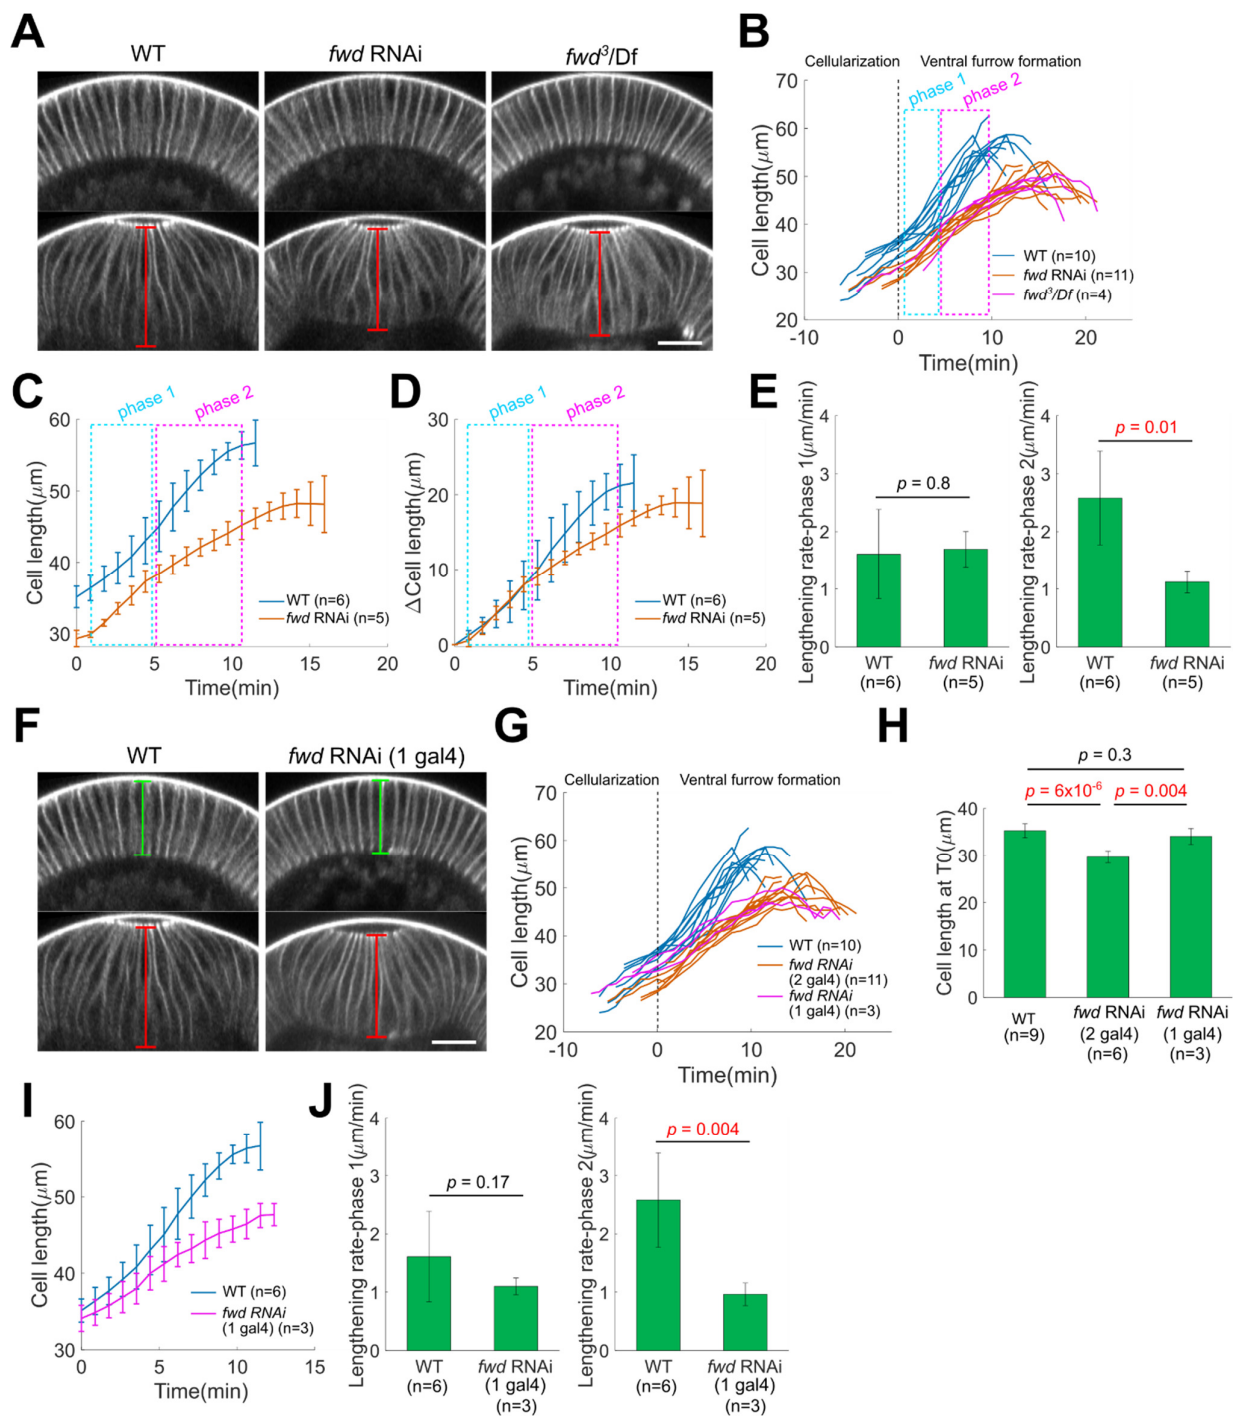 A
WT
fwd RNAi
fwd³/Df
B
Cellularization
Ventral furrow formation
phase 1
phase 2
70
60
50
40
30
20
Cell length(μm)
WT (n=10)
fwd RNAi (n=11)
fwd³/Df (n=4)
-10
0
10
20
Time(min)
C
phase 1
phase 2
60
50
40
30
Cell length(μm)
WT (n=6)
fwd RNAi (n=5)
0
5
10
15
20
Time(min)
D
phase 1
phase 2
30
20
10
0
ΔCell length(μm)
WT (n=6)
fwd RNAi (n=5)
0
5
10
15
20
Time(min)
E
Lengthening rate-phase 1(μm/min)
4
3
2
1
0
p = 0.8
WT
(n=6)
fwd RNAi
(n=5)
Lengthening rate-phase 2(μm/min)
4
3
2
1
0
p = 0.01
WT
(n=6)
fwd RNAi
(n=5)
F
WT
fwd RNAi (1 gal4)
G
Cellularization
Ventral furrow formation
70
60
50
40
30
20
Cell length(μm)
WT (n=10)
fwd RNAi
(2 gal4) (n=11)
fwd RNAi
(1 gal4) (n=3)
-10
0
10
20
Time(min)
H
p = 0.3
p = 6x10⁻⁶
p = 0.004
Cell length at T0(μm)
40
30
20
10
0
WT
(n=9)
fwd RNAi
(2 gal4)
(n=6)
fwd RNAi
(1 gal4)
(n=3)
I
60
50
40
30
Cell length(μm)
WT (n=6)
fwd RNAi
(1 gal4) (n=3)
0
5
10
15
Time(min)
J
Lengthening rate-phase 1(μm/min)
4
3
2
1
0
p = 0.17
WT
(n=6)
fwd RNAi
(1 gal4)
(n=3)
Lengthening rate-phase 2(μm/min)
4
3
2
1
0
p = 0.004
WT
(n=6)
fwd RNAi
(1 gal4)
(n=3)